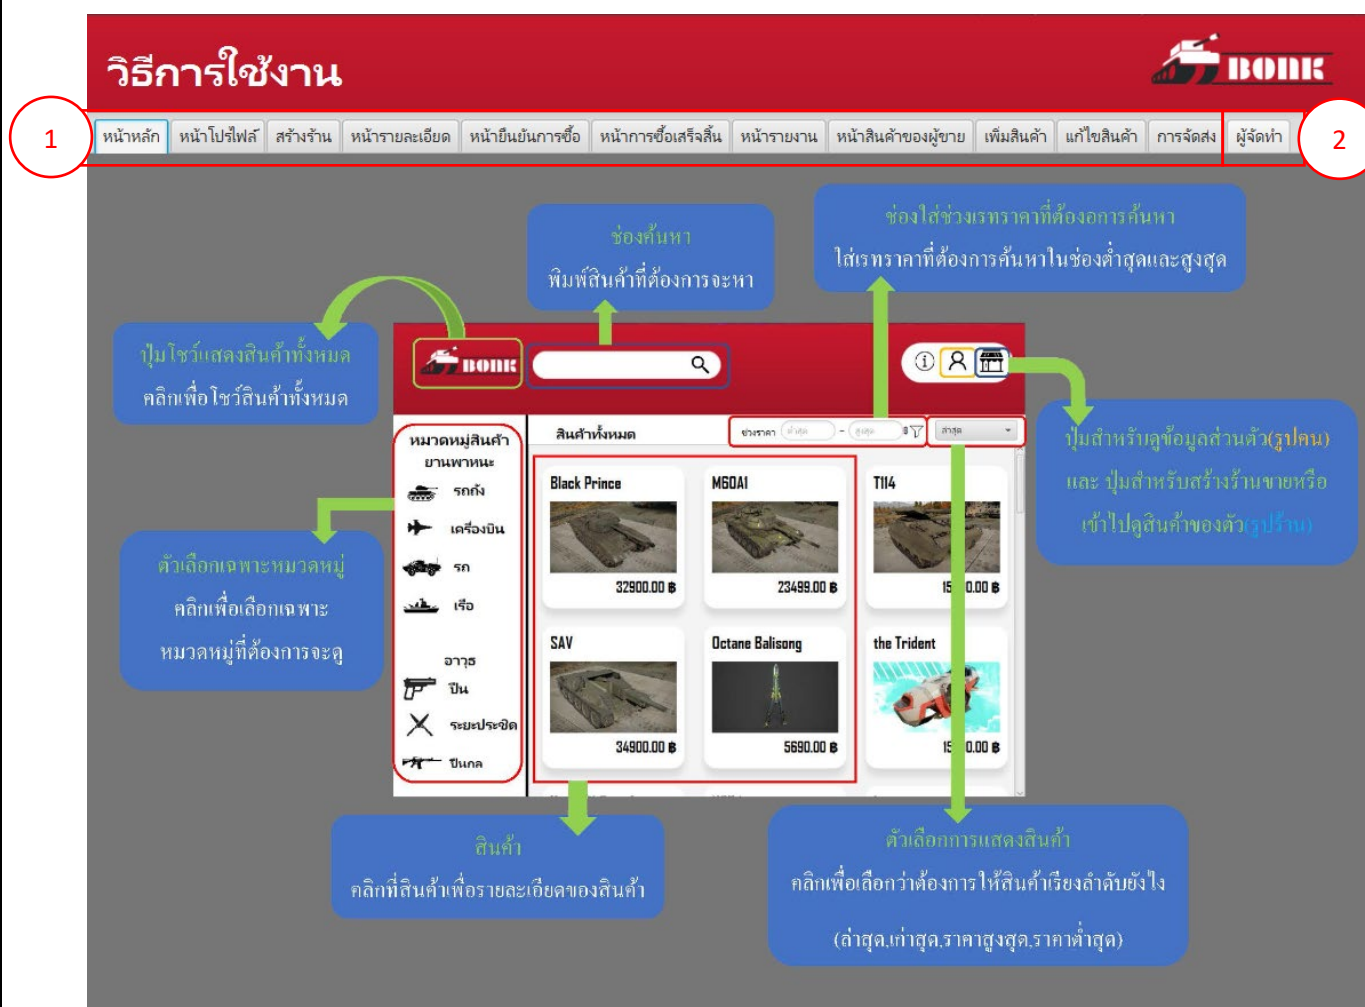 วิธีการใช้งาน
BONK
1
หน้าหลัก
หน้าโปรไฟล์
สร้างร้าน
หน้ารายละเอียด
หน้ายืนยันการซื้อ
หน้าการซื้อเสร็จสิ้น
หน้ารายงาน
หน้าสินค้าของผู้ขาย
เพิ่มสินค้า
แก้ไขสินค้า
การจัดส่ง
ผู้จัดทำ
2
ช่องค้นหา
พิมพ์สินค้าที่ต้องการจะหา
ช่องใส่ช่วงเรทราคาที่ต้องอการค้นหา
ใส่เรทราคาที่ต้องการค้นหาในช่องต่ำสุดและสูงสุด
ปุ่มโชว์แสดงสินค้าทั้งหมด
คลิกเพื่อโชว์สินค้าทั้งหมด
BONK
หมวดหมู่สินค้า
ยานพาหนะ
รถถัง
เครื่องบิน
รถ
เรือ
อาวุธ
ปืน
ระยะประชิด
ปืนกล
สินค้าทั้งหมด
ช่วงราคา
ต่ำสุด
-
สูงสุด
฿
ล่าสุด
Black Prince
32900.00 ฿
M60A1
23499.00 ฿
T114
SAV
34900.00 ฿
Octane Balisong
5690.00 ฿
the Trident
ปุ่มสำหรับดูข้อมูลส่วนตัว(รูปคน)
และ ปุ่มสำหรับสร้างร้านขายหรือ
เข้าไปดูสินค้าของตัว(รูปร้าน)
ตัวเลือกเฉพาะหมวดหมู่
คลิกเพื่อเลือกเฉพาะ
หมวดหมู่ที่ต้องการจะดู
สินค้า
คลิกที่สินค้าเพื่อรายละเอียดของสินค้า
ตัวเลือกการแสดงสินค้า
คลิกเพื่อเลือกว่าต้องการให้สินค้าเรียงลำดับยังไง
(ล่าสุด,เก่าสุด,ราคาสูงสุด,ราคาต่ำสุด)